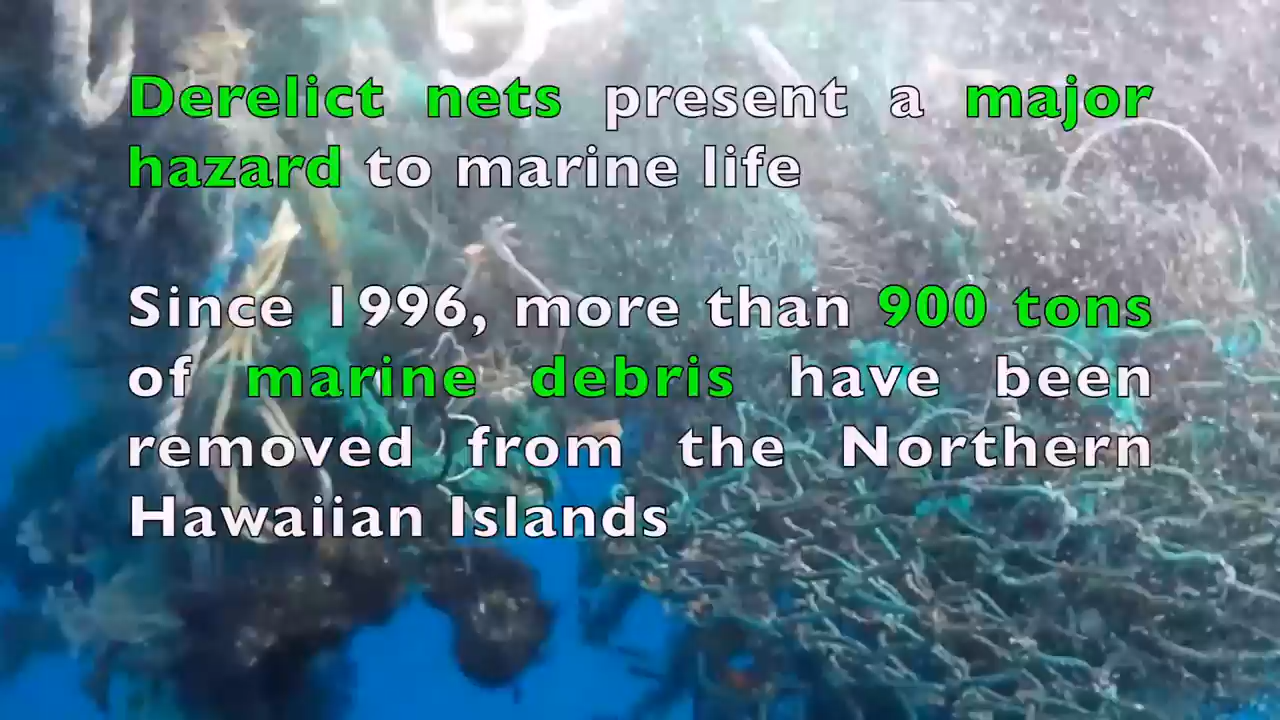 Derelict nets present a major
hazard to marine life
Since 1996, more than 900 tons
of marine debris have been
removed from the Northern
Hawaiian Islands